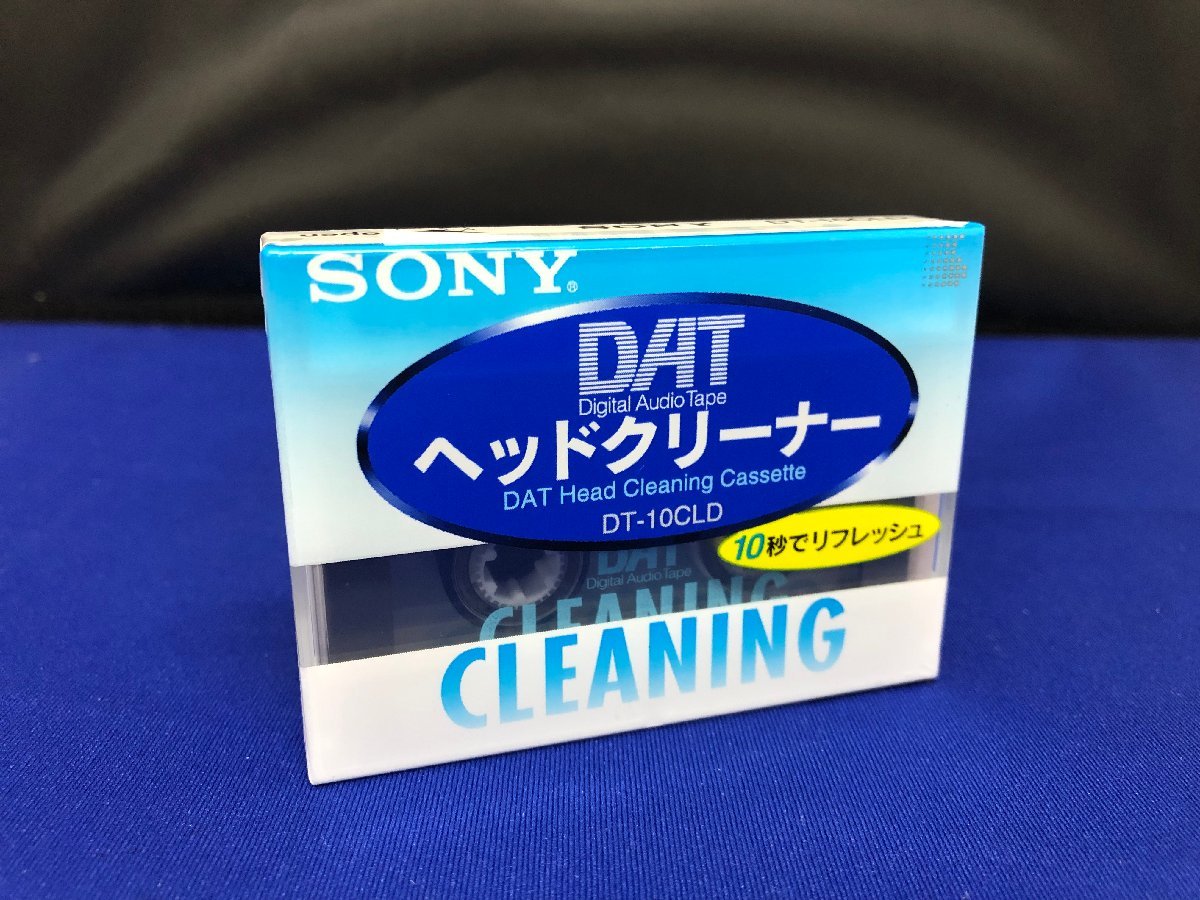 SONY®
DAT
Digital Audio Tape
ヘッドクリーナー
DAT Head Cleaning Cassette
DT-10CLD
10秒でリフレッシュ
DAT
Digital Audio Tape
CLEANING
CLEANING